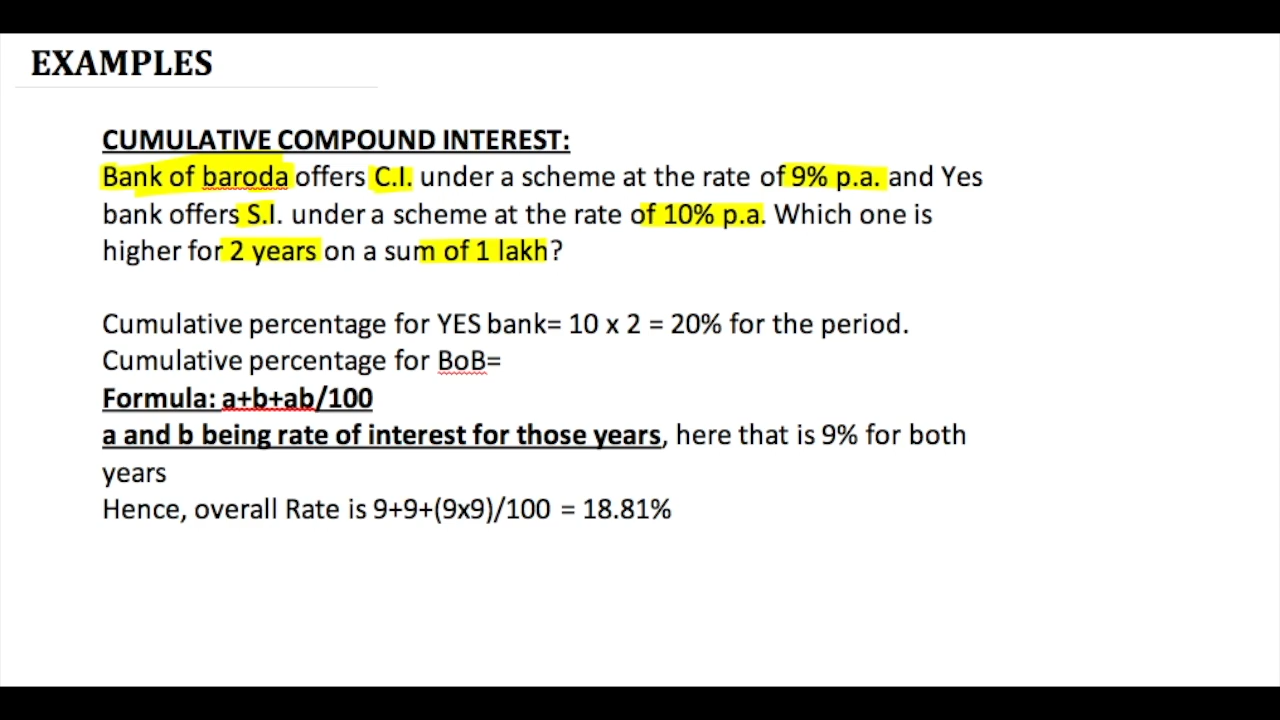 EXAMPLES
CUMULATIVE COMPOUND INTEREST:
Bank of baroda offers C.I. under a scheme at the rate of 9% p.a. and Yes
bank offers S.I. under a scheme at the rate of 10% p.a. Which one is
higher for 2 years on a sum of 1 lakh?
Cumulative percentage for YES bank= 10 x 2 = 20% for the period.
Cumulative percentage for BoB=
Formula: a+b+ab/100
a and b being rate of interest for those years, here that is 9% for both
years
Hence, overall Rate is 9+9+(9x9)/100 = 18.81%